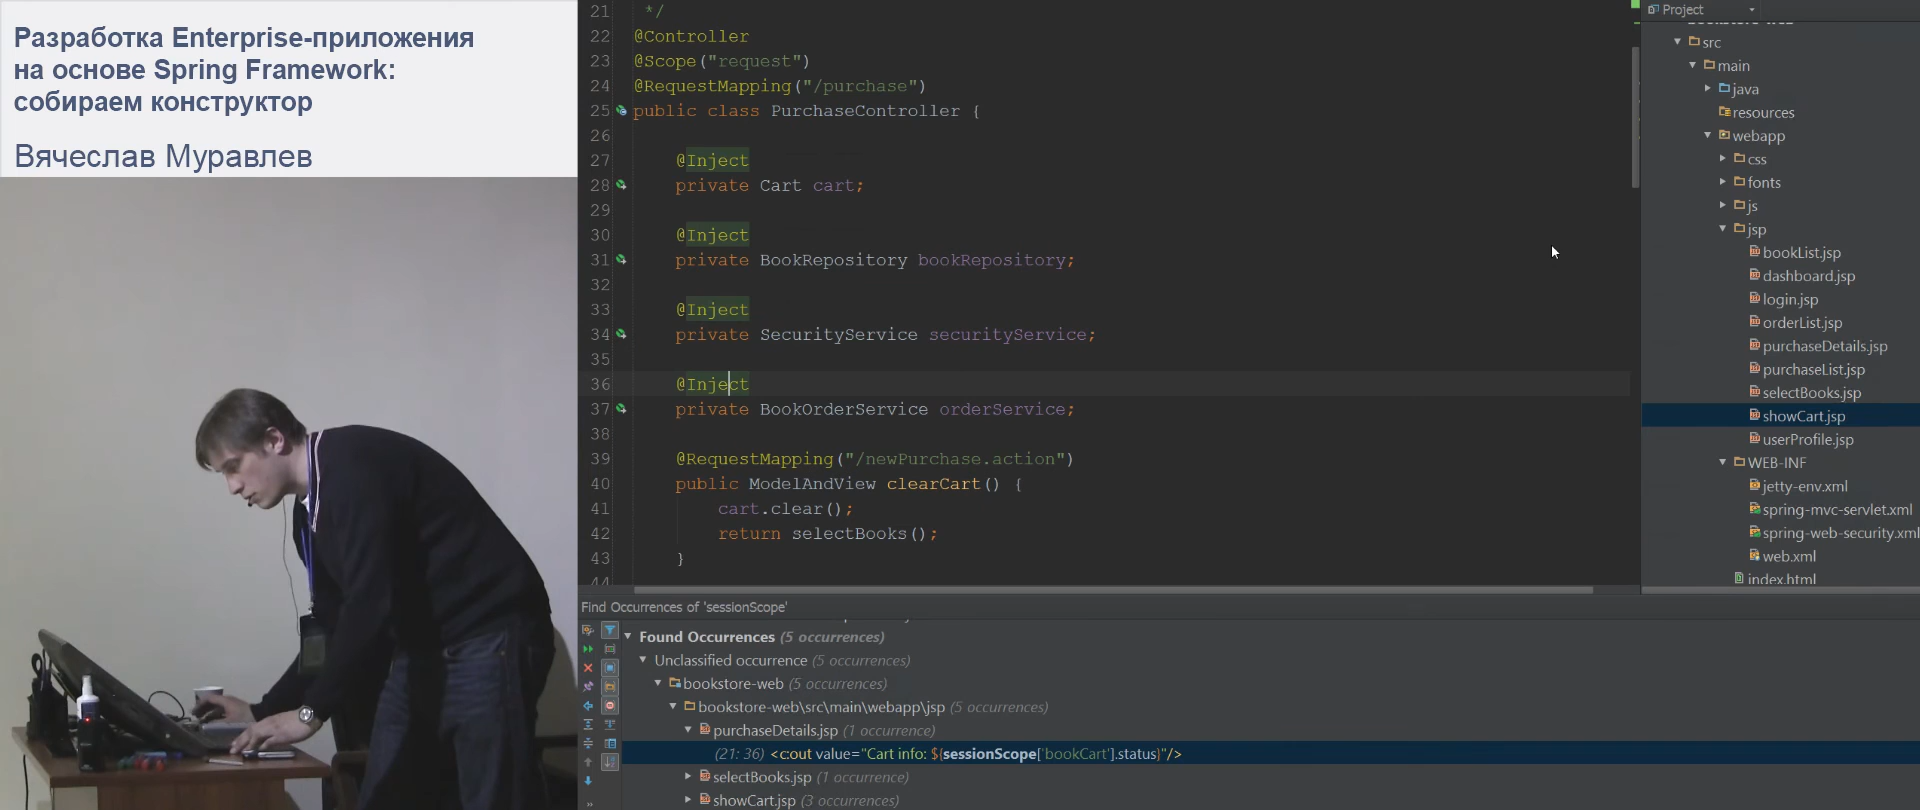 Разработка Enterprise-приложения
на основе Spring Framework:
собираем конструктор
Вячеслав Муравлев
21 */
22 @Controller
23 @Scope("request")
24 @RequestMapping("/purchase")
25 public class PurchaseController {
26
27 @Inject
28 private Cart cart;
29
30 @Inject
31 private BookRepository bookRepository;
32
33 @Inject
34 private SecurityService securityService;
35
36 @Inject
37 private BookOrderService orderService;
38
39 @RequestMapping("/newPurchase.action")
40 public ModelAndView clearCart() {
41 cart.clear();
42 return selectBooks();
43 }
44
Project
src
main
java
resources
webapp
css
fonts
js
jsp
bookList.jsp
dashboard.jsp
login.jsp
orderList.jsp
purchaseDetails.jsp
purchaseList.jsp
selectBooks.jsp
showCart.jsp
userProfile.jsp
WEB-INF
jetty-env.xml
spring-mvc-servlet.xml
spring-web-security.xml
web.xml
index.html
Find Occurrences of 'sessionScope'
Found Occurrences (5 occurrences)
Unclassified occurrence (5 occurrences)
bookstore-web (5 occurrences)
bookstore-web\src\main\webapp\jsp (5 occurrences)
purchaseDetails.jsp (1 occurrence)
(21: 36) <c:out value="Cart info: ${sessionScope['bookCart'].status}"/>
selectBooks.jsp (1 occurrence)
showCart.jsp (3 occurrences)